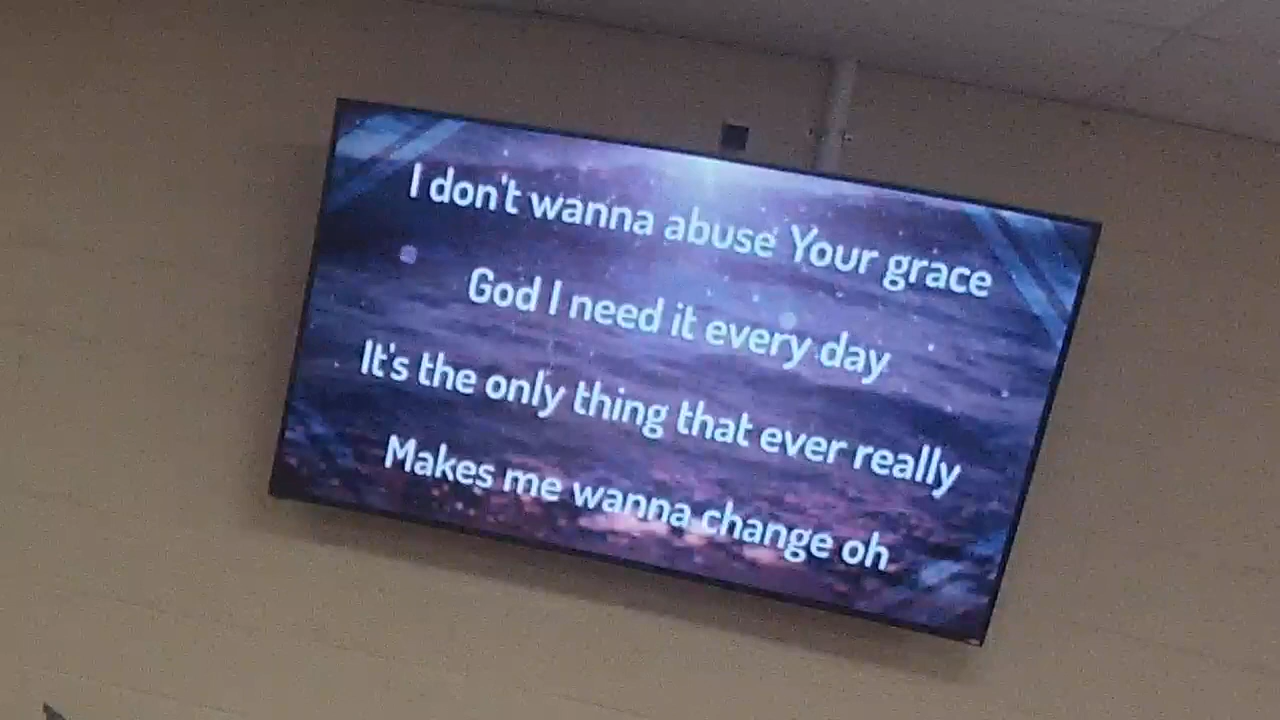 I don't wanna abuse Your grace
God I need it every day
It's the only thing that ever really
Makes me wanna change oh